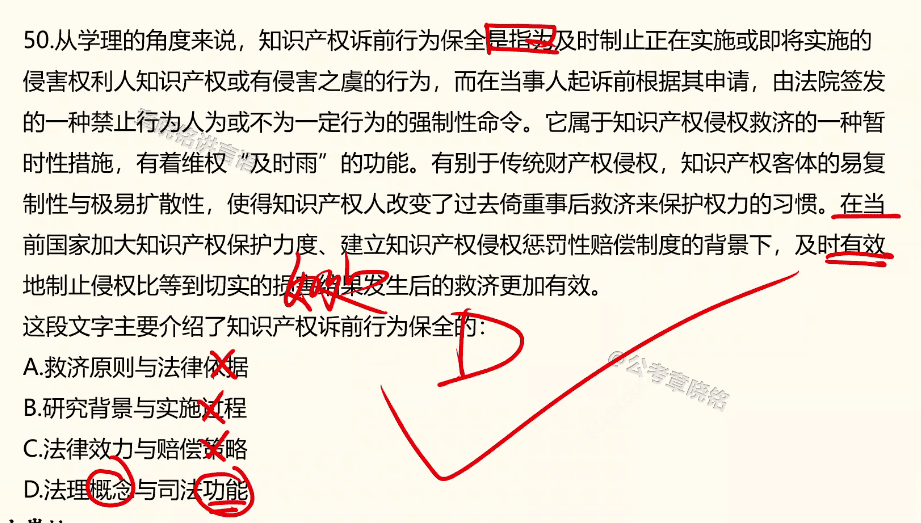 50.从学理的角度来说，知识产权诉前行为保全是指为及时制止正在实施或即将实施的
侵害权利人知识产权或有侵害之虞的行为，而在当事人起诉前根据其申请，由法院签发
的一种禁止行为人为或不为一定行为的强制性命令。它属于知识产权侵权救济的一种暂
时性措施，有着维权“及时雨”的功能。有别于传统财产权侵权，知识产权客体的易复
制性与极易扩散性，使得知识产权人改变了过去倚重事后救济来保护权力的习惯。在当
前国家加大知识产权保护力度、建立知识产权侵权惩罚性赔偿制度的背景下，及时有效
地制止侵权比等到切实的损害结果发生后的救济更加有效。
这段文字主要介绍了知识产权诉前行为保全的：
D
A.救济原则与法律依据
@公考章晓铭
B.研究背景与实施过程
C.法律效力与赔偿策略
D.法理概念与司法功能